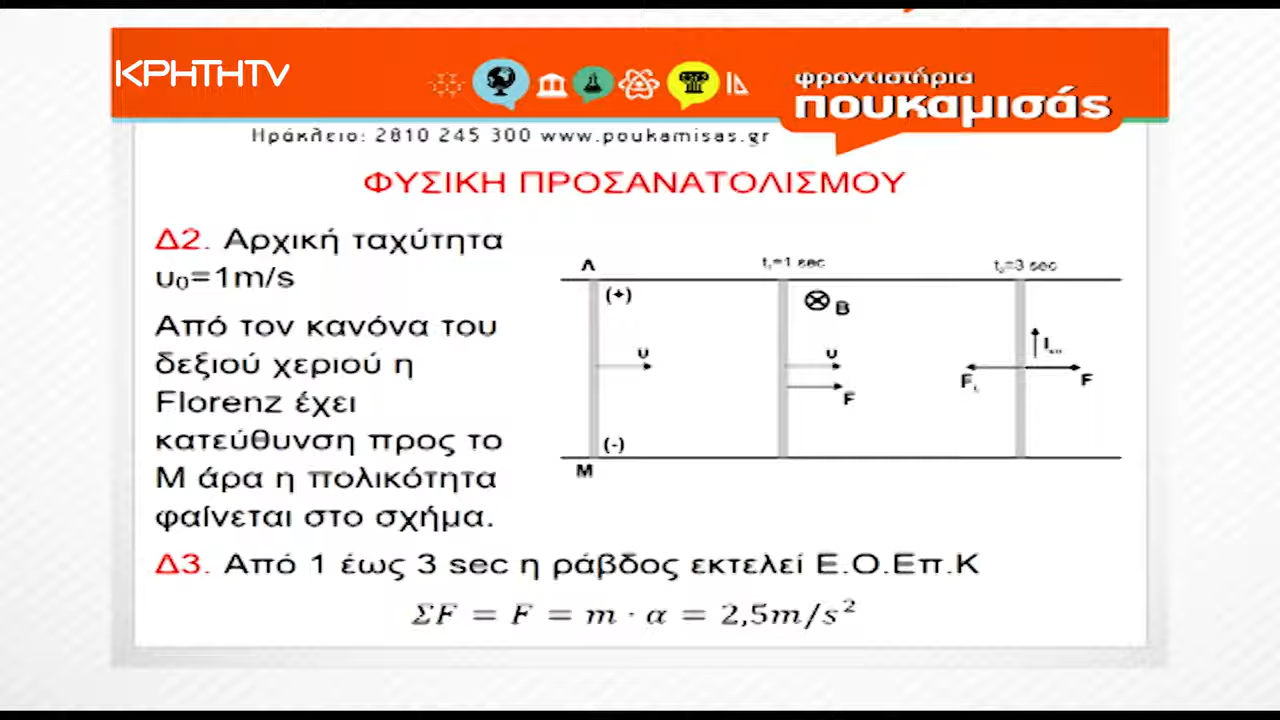 ΚΡΗΤΗTV
φροντιστήρια
πουκαμισάς
Ηράκλειο: 2810 245 300 www.poukamisas.gr
ΦΥΣΙΚΗ ΠΡΟΣΑΝΑΤΟΛΙΣΜΟΥ
Δ2. Αρχική ταχύτητα
υ₀=1m/s
Από τον κανόνα του
δεξιού χεριού η
Florenz έχει
κατεύθυνση προς το
Μ άρα η πολικότητα
φαίνεται στο σχήμα.
Λ t₁=1 sec t₂=3 sec
(+) B
υ υ
F
F_L F
(-)
M
Δ3. Από 1 έως 3 sec η ράβδος εκτελεί Ε.Ο.Επ.Κ
ΣF = F = m · α = 2,5m/s²